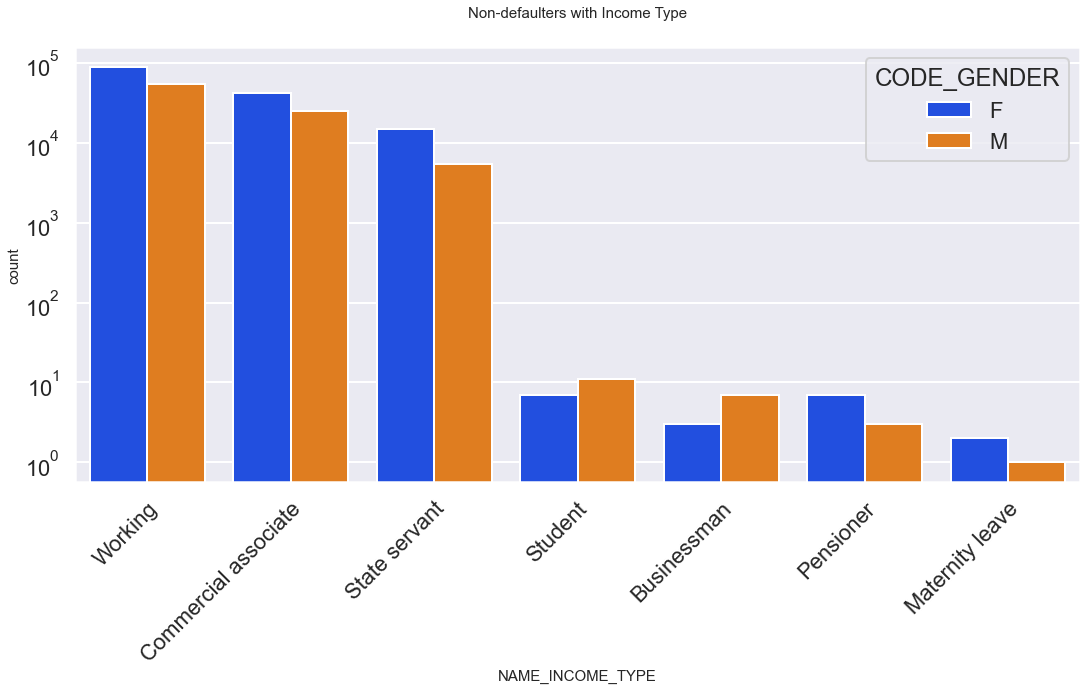 Non-defaulters with Income Type
10^5
10^4
10^3
10^2
10^1
10^0
count
CODE_GENDER
F
M
Working
Commercial associate
State servant
Student
Businessman
Pensioner
Maternity leave
NAME_INCOME_TYPE